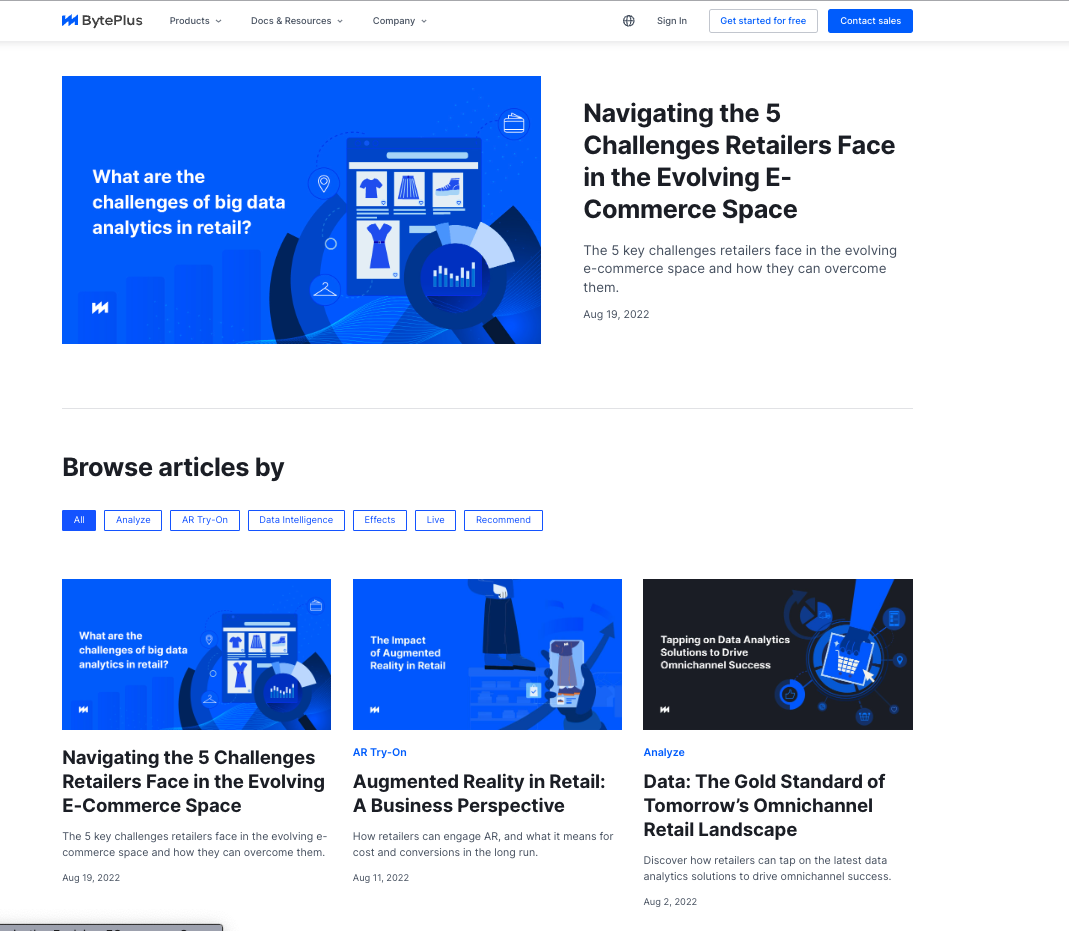 BytePlus Products Docs & Resources Company Sign In Get started for free Contact sales
What are the
challenges of big data
analytics in retail?
Navigating the 5
Challenges Retailers Face
in the Evolving E-
Commerce Space
The 5 key challenges retailers face in the evolving
e-commerce space and how they can overcome
them.
Aug 19, 2022
Browse articles by
All Analyze AR Try-On Data Intelligence Effects Live Recommend
What are the
challenges of big data
analytics in retail?
Navigating the 5 Challenges
Retailers Face in the Evolving
E-Commerce Space
The 5 key challenges retailers face in the evolving e-
commerce space and how they can overcome them.
Aug 19, 2022
The Impact
of Augmented
Reality in Retail
AR Try-On
Augmented Reality in Retail:
A Business Perspective
How retailers can engage AR, and what it means for
cost and conversions in the long run.
Aug 11, 2022
Tapping on Data Analytics
Solutions to Drive
Omnichannel Success
Analyze
Data: The Gold Standard of
Tomorrow’s Omnichannel
Retail Landscape
Discover how retailers can tap on the latest data
analytics solutions to drive omnichannel success.
Aug 2, 2022